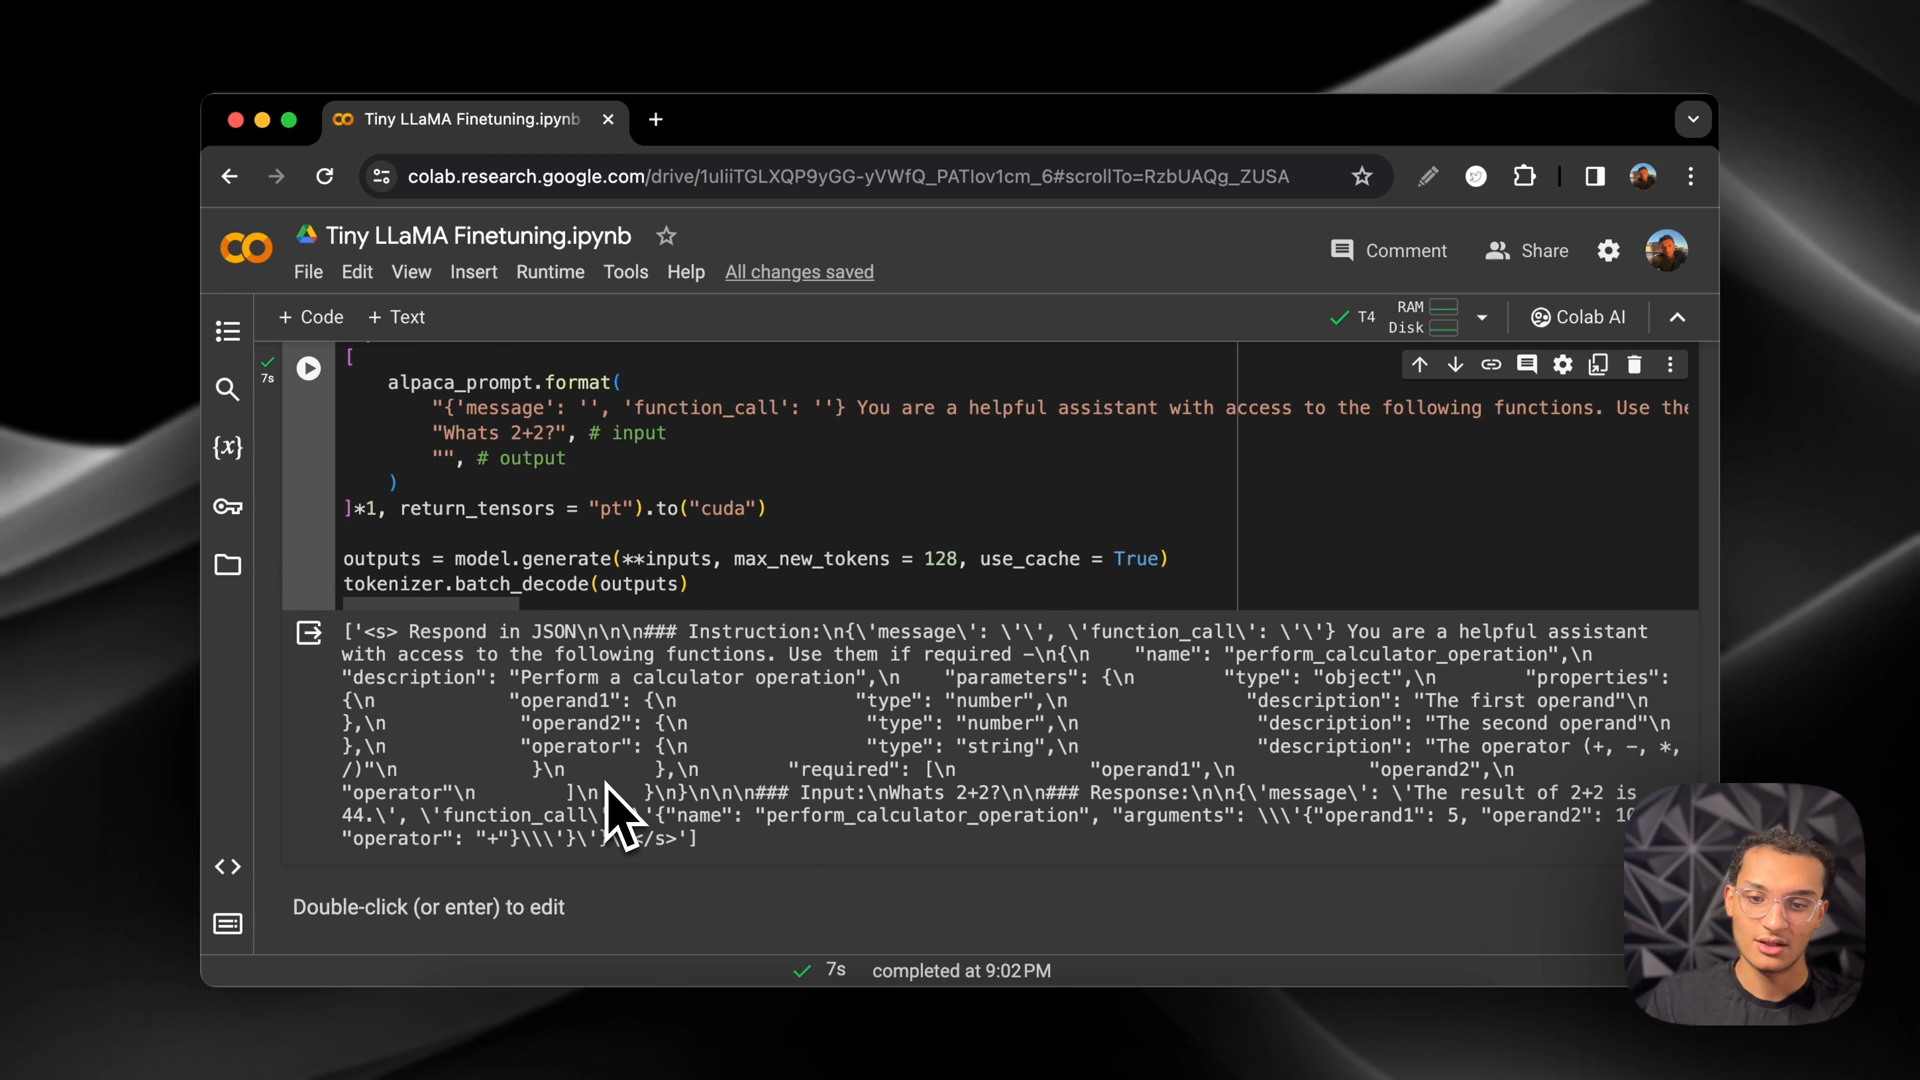 Tiny LLaMA Finetuning.ipynb
colab.research.google.com/drive/1uIiiTGLXQP9yGG-yVWfQ_PATIov1cm_6#scrollTo=RzbUAQg_ZUSA
Tiny LLaMA Finetuning.ipynb
Comment Share
File Edit View Insert Runtime Tools Help All changes saved
+ Code + Text
T4 RAM
Disk
Colab AI
7s
[
alpaca_prompt.format(
"{'message': '', 'function_call': ''} You are a helpful assistant with access to the following functions. Use the
"Whats 2+2?", # input
"", # output
)
]*1, return_tensors = "pt").to("cuda")
outputs = model.generate(**inputs, max_new_tokens = 128, use_cache = True)
tokenizer.batch_decode(outputs)
['<s> Respond in JSON\n\n\n### Instruction:\n{\'message\': \'\', \'function_call\': \'\'} You are a helpful assistant
with access to the following functions. Use them if required -\n{\n "name": "perform_calculator_operation",\n
"description": "Perform a calculator operation",\n "parameters": {\n "type": "object",\n "properties":
{\n "operand1": {\n "type": "number",\n "description": "The first operand"\n
},\n "operand2": {\n "type": "number",\n "description": "The second operand"\n
},\n "operator": {\n "type": "string",\n "description": "The operator (+, -, *,
/)"\n }\n },\n "required": [\n "operand1",\n "operand2",\n
"operator"\n ]\n }\n}\n\n\n### Input:\nWhats 2+2?\n\n### Response:\n\n{\'message\': \'The result of 2+2 is
44.\', \'function_call\ \'{"name": "perform_calculator_operation", "arguments": \\\'{"operand1": 5, "operand2":
"operator": "+"}\\\'}\'} </s>']
Double-click (or enter) to edit
7s completed at 9:02 PM